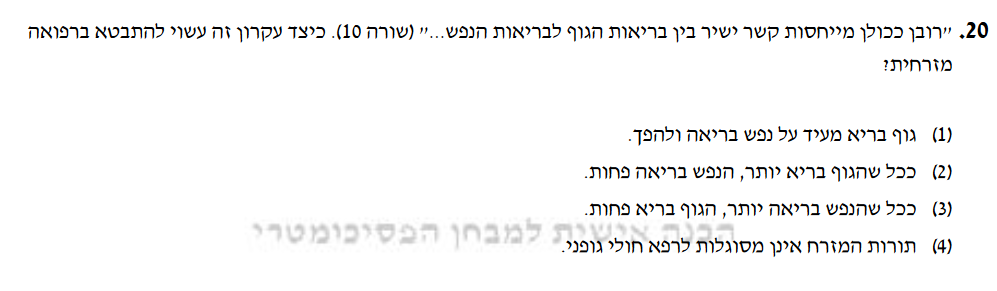 20. "רובן ככולן מייחסות קשר ישיר בין בריאות הגוף לבריאות הנפש..." (שורה 10). כיצד עקרון זה עשוי להתבטא ברפואה
מזרחית?
(1) גוף בריא מעיד על נפש בריאה ולהפך.
(2) ככל שהגוף בריא יותר, הנפש בריאה פחות.
(3) ככל שהנפש בריאה יותר, הגוף בריא פחות.
הכנה אישית למבחן הפסיכומטרי
(4) תורות המזרח אינן מסוגלות לרפא חולי גופני.